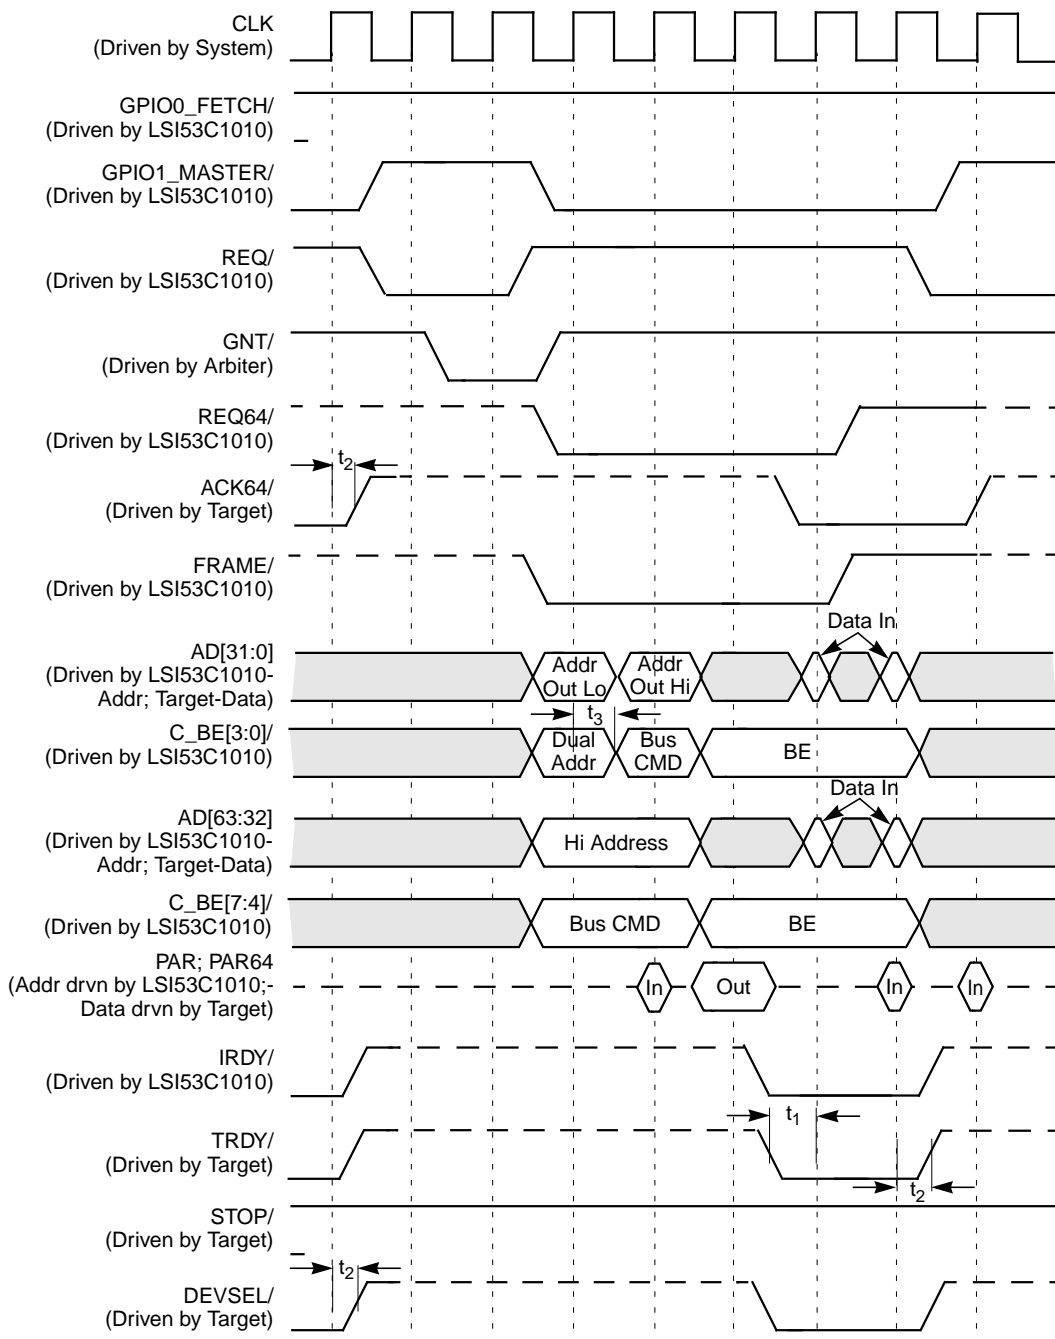 CLK
(Driven by System)
GPIO0_FETCH/
(Driven by LSI53C1010)
GPIO1_MASTER/
(Driven by LSI53C1010)
REQ/
(Driven by LSI53C1010)
GNT/
(Driven by Arbiter)
REQ64/
(Driven by LSI53C1010)
t2
ACK64/
(Driven by Target)
FRAME/
(Driven by LSI53C1010)
Data In
AD[31:0]
(Driven by LSI53C1010-
Addr; Target-Data)
Addr
Out Lo
Addr
Out Hi
t3
C_BE[3:0]/
(Driven by LSI53C1010)
Dual
Addr
Bus
CMD
BE
Data In
AD[63:32]
(Driven by LSI53C1010-
Addr; Target-Data)
Hi Address
C_BE[7:4]/
(Driven by LSI53C1010)
Bus CMD
BE
PAR; PAR64
(Addr drvn by LSI53C1010;-
Data drvn by Target)
In
Out
In
In
IRDY/
(Driven by LSI53C1010)
t1
TRDY/
(Driven by Target)
t2
STOP/
(Driven by Target)
t2
DEVSEL/
(Driven by Target)